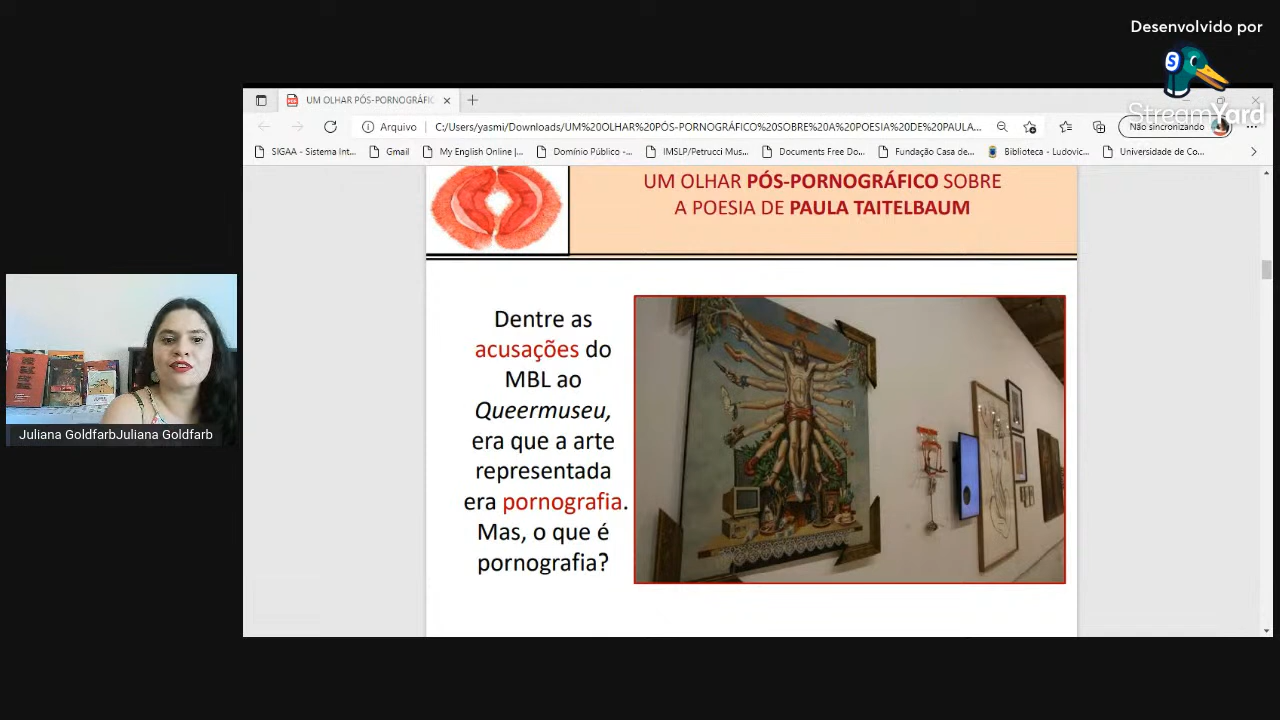 Desenvolvido por
S
StreamYard
UM OLHAR PÓS-PORNOGRÁFIC
Arquivo
C:/Users/yasmi/Downloads/UM%20OLHAR%20PÓS-PORNOGRÁFICO%20SOBRE%20A%20POESIA%20DE%20PAULA...
Não sincronizando
SIGAA - Sistema Int...
Gmail
My English Online |...
Domínio Público -...
IMSLP/Petrucci Mus...
Documents Free Do...
Fundação Casa de...
Biblioteca - Ludovic...
Universidade de Co...
UM OLHAR PÓS-PORNOGRÁFICO SOBRE
A POESIA DE PAULA TAITELBAUM
Dentre as
acusações do
MBL ao
Queermuseu,
era que a arte
representada
era pornografia.
Mas, o que é
pornografia?
Juliana GoldfarbJuliana Goldfarb